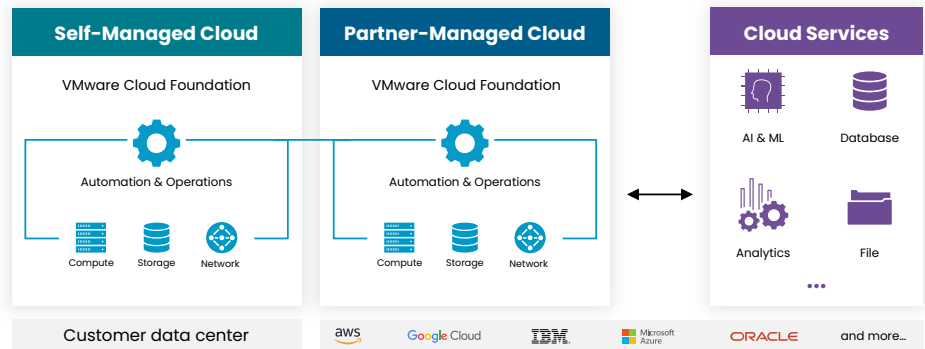 Self-Managed Cloud
VMware Cloud Foundation
Automation & Operations
Compute
Storage
Network
Customer data center
Partner-Managed Cloud
VMware Cloud Foundation
Automation & Operations
Compute
Storage
Network
Cloud Services
AI & ML
Database
Analytics
File
aws
Google Cloud
IBM
Microsoft
Azure
ORACLE
and more...